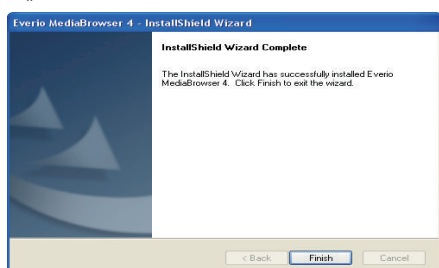 Everio MediaBrowser 4 - InstallShield Wizard
InstallShield Wizard Complete
The InstallShield Wizard has successfully installed Everio
MediaBrowser 4. Click Finish to exit the wizard.
< Back Finish Cancel